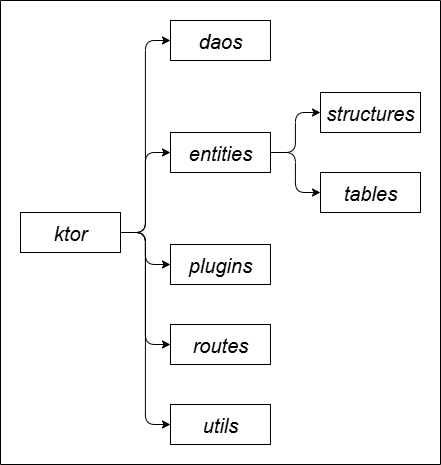 daos
structures
entities
tables
ktor
plugins
routes
utils